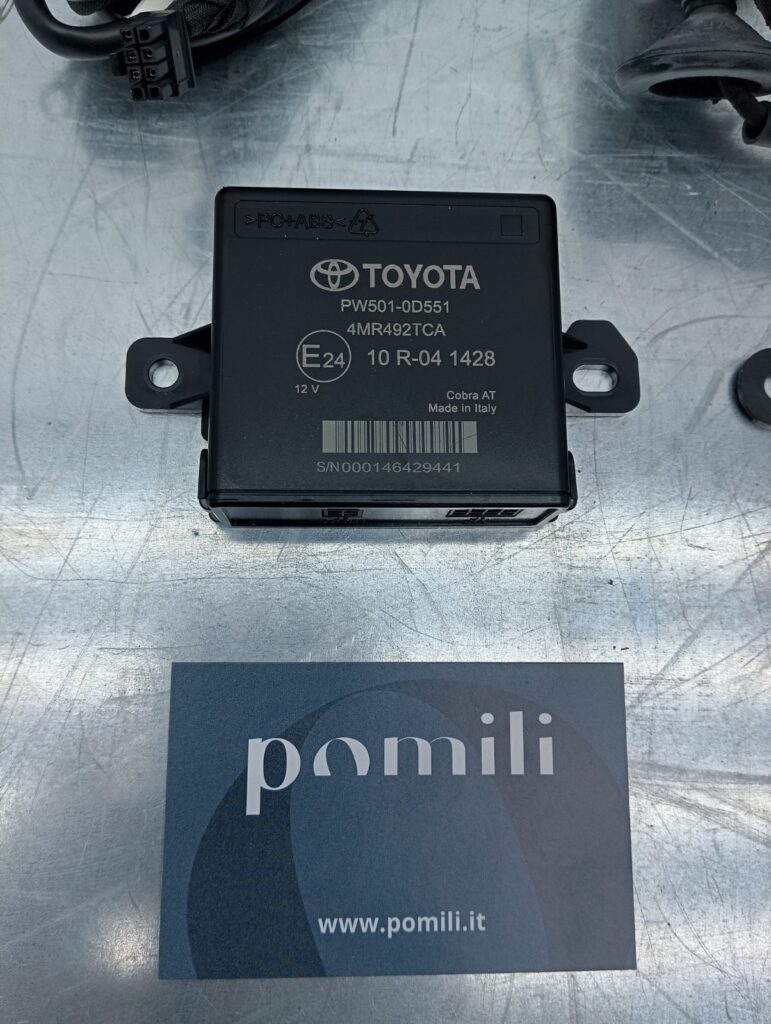 >PC+ABS<
TOYOTA
PW501-0D551
4MR492TCA
E24 10 R-04 1428
12 V
Cobra AT
Made in Italy
S/N000146429441
pomili
www.pomili.it